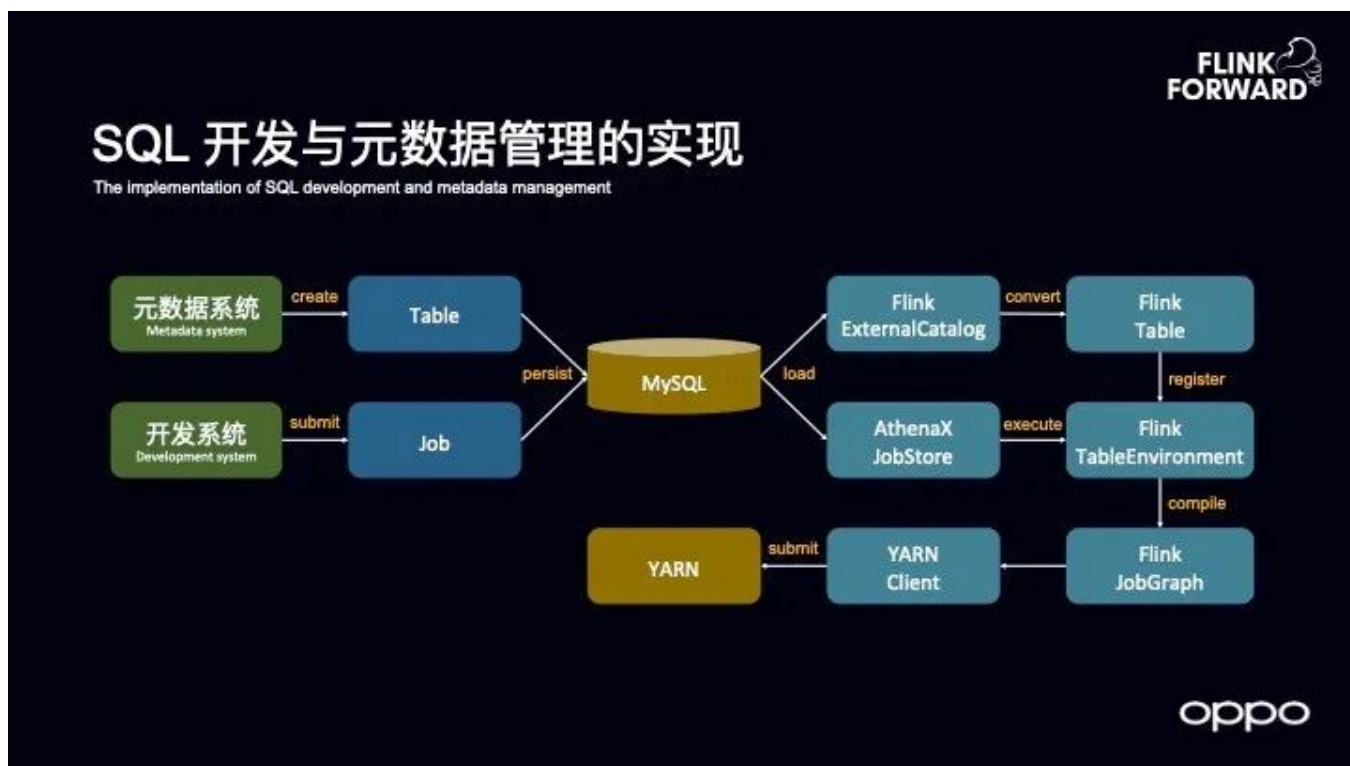 FLINK
FORWARD
SQL 开发与元数据管理的实现
The implementation of SQL development and metadata management
元数据系统
Metadata system
create
Table
开发系统
Development system
submit
Job
persist
MySQL
load
Flink
ExternalCatalog
convert
Flink
Table
register
AthenaX
JobStore
execute
Flink
TableEnvironment
compile
Flink
JobGraph
YARN
Client
submit
YARN
oppo